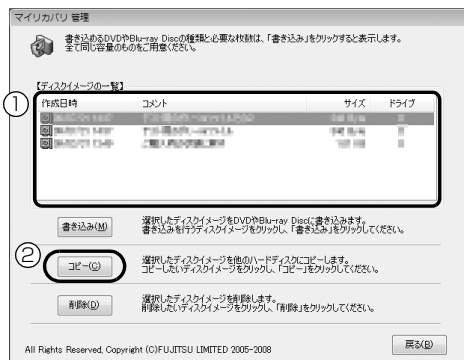 マイリカバリ 管理
書き込めるDVDやBlu-ray Discの種類と必要な枚数は、「書き込み」をクリックすると表示します。
全て同じ容量のものをご用意ください。
【ディスクイメージの一覧】
①
作成日時 コメント サイズ ドライブ
書き込み(M)
選択したディスクイメージをDVDやBlu-ray Discに書き込みます。
書き込みを行うディスクイメージをクリックし、「書き込み」をクリックしてください。
②
コピー(C)
選択したディスクイメージを他のハードディスクにコピーします。
コピーしたいディスクイメージをクリックし、「コピー」をクリックしてください。
削除(D)
選択したディスクイメージを削除します。
削除したいディスクイメージをクリックし、「削除」をクリックしてください。
All Rights Reserved, Copyright (C)FUJITSU LIMITED 2005-2008
戻る(B)